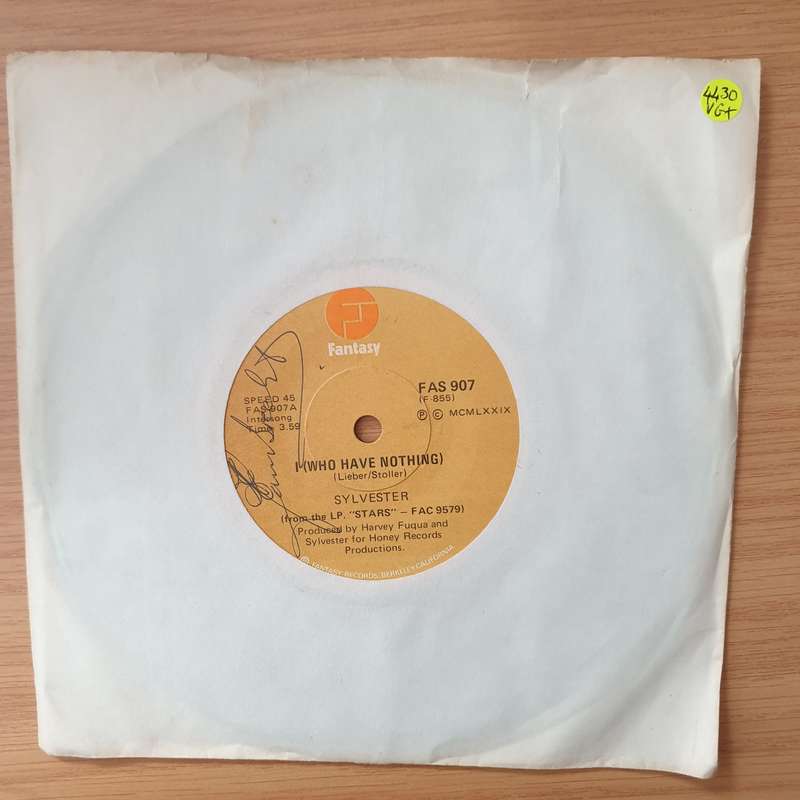 4430
VG+
Fantasy
SPEED 45
FAS 907A
Intersong
Time: 3.59
FAS 907
(F-855)
Ⓟ © MCMLXXIX
I (WHO HAVE NOTHING)
(Lieber/Stoller)
SYLVESTER
(from the LP. "STARS" – FAC 9579)
Produced by Harvey Fuqua and
Sylvester for Honey Records
Productions.
© FANTASY RECORDS, BERKELEY, CALIFORNIA